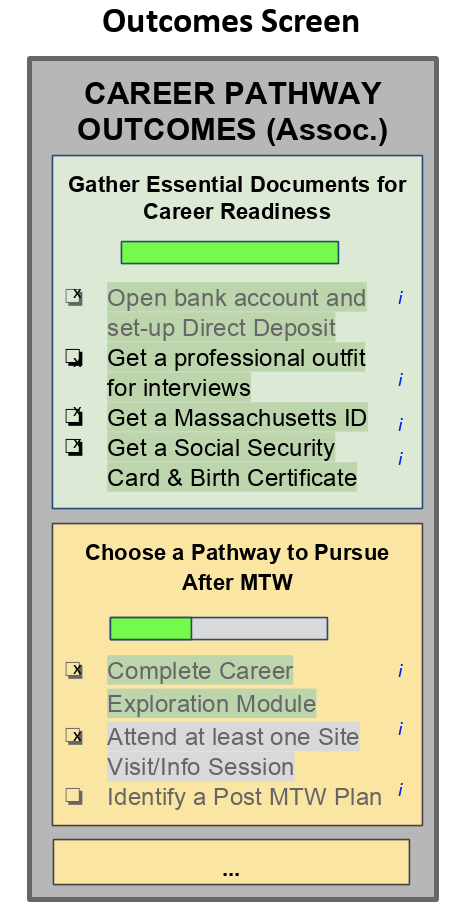 Outcomes Screen
CAREER PATHWAY
OUTCOMES (Assoc.)
Gather Essential Documents for
Career Readiness
x Open bank account and i
set-up Direct Deposit
x Get a professional outfit
for interviews i
x Get a Massachusetts ID i
x Get a Social Security i
Card & Birth Certificate
Choose a Pathway to Pursue
After MTW
x Complete Career i
Exploration Module
x Attend at least one Site i
Visit/Info Session
Identify a Post MTW Plan i
...